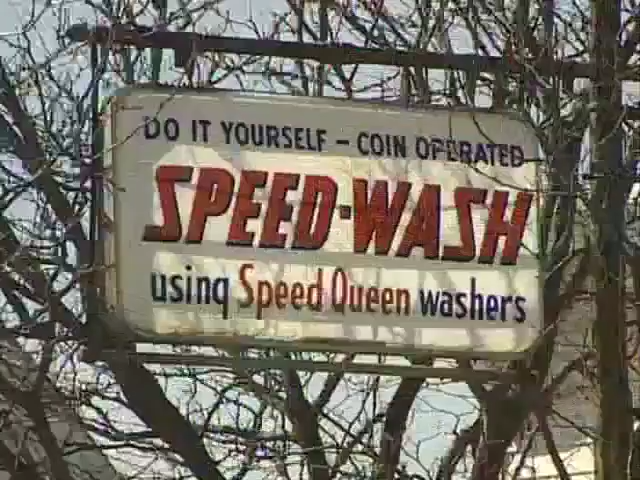 DO IT YOURSELF - COIN OPERATED
SPEED-WASH
using Speed Queen washers